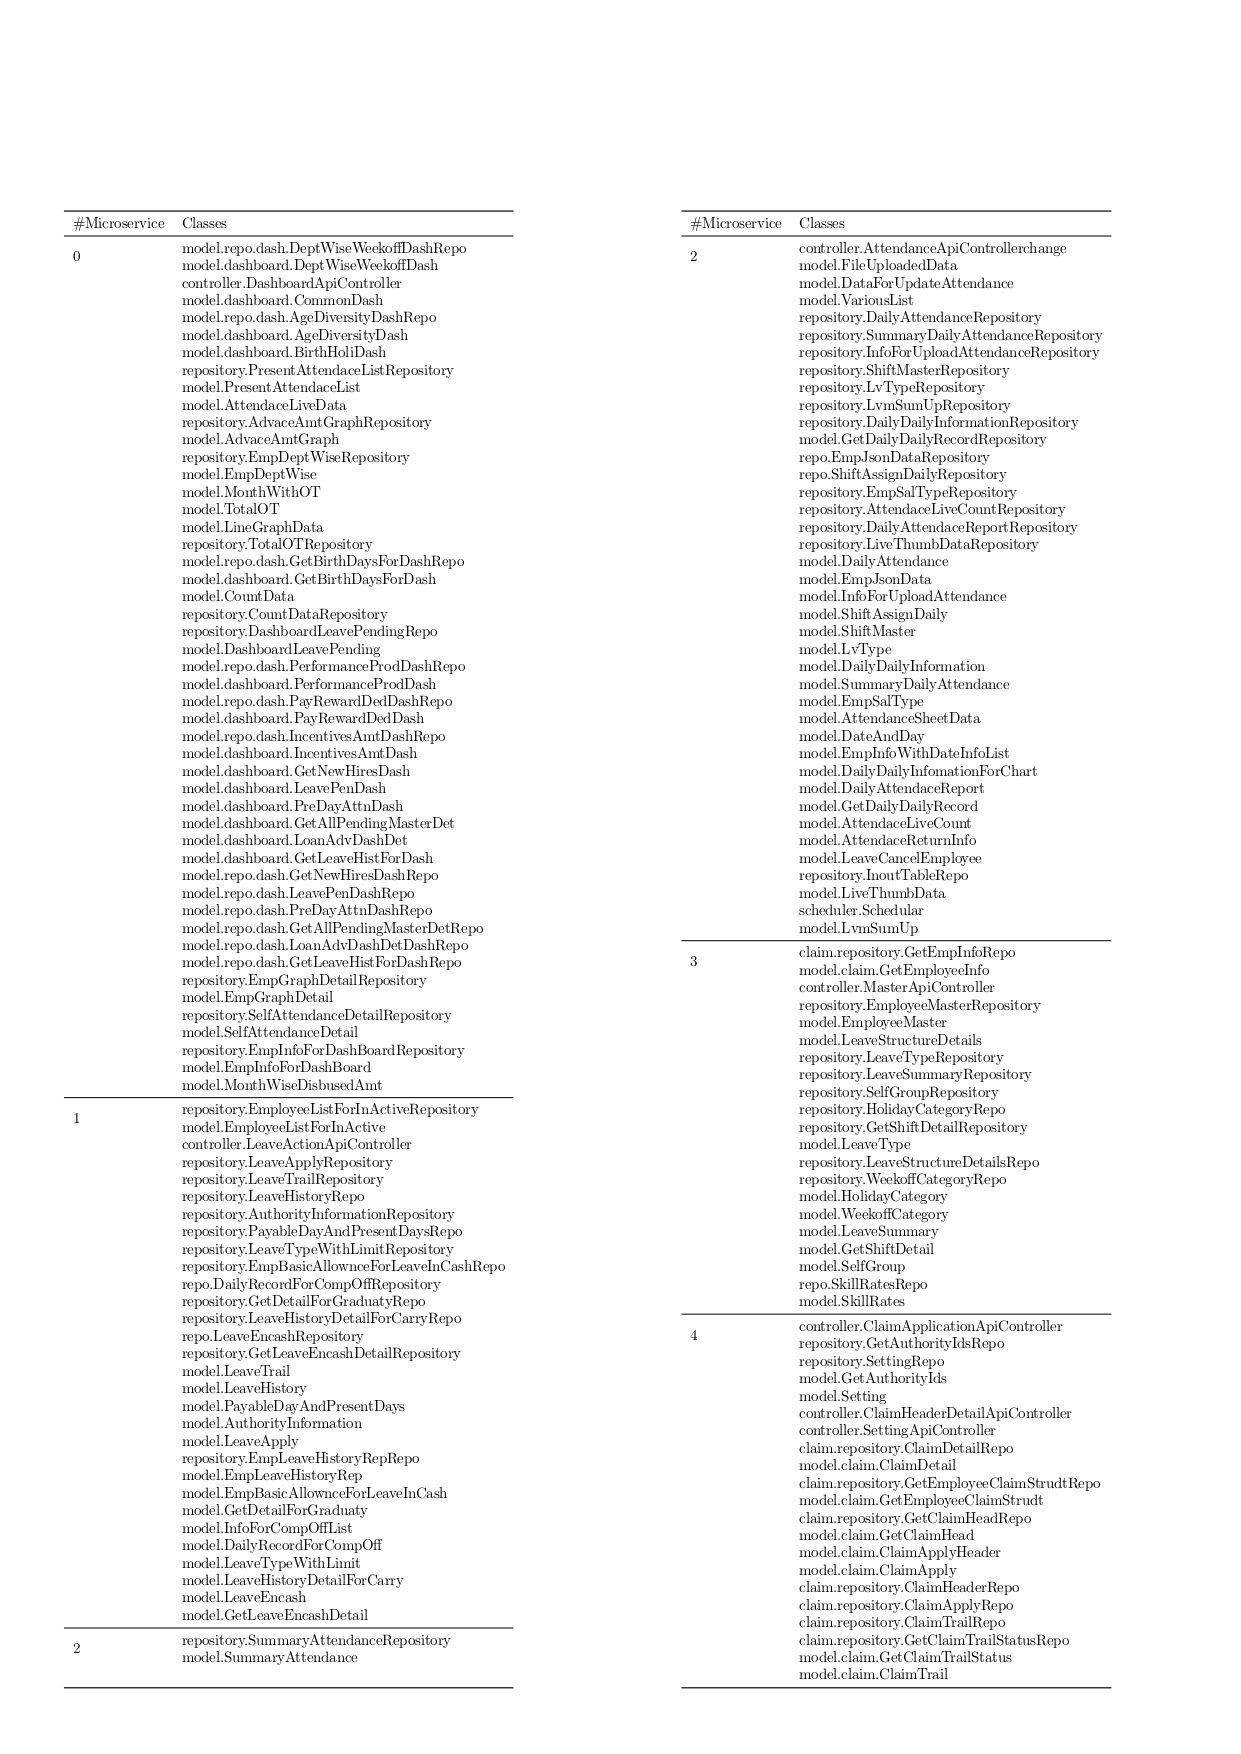 #Microservice Classes
0
model.repo.dash.DeptWiseWeekoffDashRepo
model.dashboard.DeptWiseWeekoffDash
controller.DashboardApiController
model.dashboard.CommonDash
model.repo.dash.AgeDiversityDashRepo
model.dashboard.AgeDiversityDash
model.dashboard.BirthHoliDash
repository.PresentAttendaceListRepository
model.PresentAttendaceList
model.AttendaceLiveData
repository.AdvaceAmtGraphRepository
model.AdvaceAmtGraph
repository.EmpDeptWiseRepository
model.EmpDeptWise
model.MonthWithOT
model.TotalOT
model.LineGraphData
repository.TotalOTRepository
model.repo.dash.GetBirthDaysForDashRepo
model.dashboard.GetBirthDaysForDash
model.CountData
repository.CountDataRepository
repository.DashboardLeavePendingRepo
model.DashboardLeavePending
model.repo.dash.PerformanceProdDashRepo
model.dashboard.PerformanceProdDash
model.repo.dash.PayRewardDedDashRepo
model.dashboard.PayRewardDedDash
model.repo.dash.IncentivesAmtDashRepo
model.dashboard.IncentivesAmtDash
model.dashboard.GetNewHiresDash
model.dashboard.LeavePenDash
model.dashboard.PreDayAttnDash
model.dashboard.GetAllPendingMasterDet
model.dashboard.LoanAdvDashDet
model.dashboard.GetLeaveHistForDash
model.repo.dash.GetNewHiresDashRepo
model.repo.dash.LeavePenDashRepo
model.repo.dash.PreDayAttnDashRepo
model.repo.dash.GetAllPendingMasterDetRepo
model.repo.dash.LoanAdvDashDetDashRepo
model.repo.dash.GetLeaveHistForDashRepo
repository.EmpGraphDetailRepository
model.EmpGraphDetail
repository.SelfAttendanceDetailRepository
model.SelfAttendanceDetail
repository.EmpInfoForDashBoardRepository
model.EmpInfoForDashBoard
model.MonthWiseDisbusedAmt
1
repository.EmployeeListForInActiveRepository
model.EmployeeListForInActive
controller.LeaveActionApiController
repository.LeaveApplyRepository
repository.LeaveTrailRepository
repository.LeaveHistoryRepo
repository.AuthorityInformationRepository
repository.PayableDayAndPresentDaysRepo
repository.LeaveTypeWithLimitRepository
repository.EmpBasicAllownceForLeaveInCashRepo
repo.DailyRecordForCompOffRepository
repository.GetDetailForGraduatyRepo
repository.LeaveHistoryDetailForCarryRepo
repo.LeaveEncashRepository
repository.GetLeaveEncashDetailRepository
model.LeaveTrail
model.LeaveHistory
model.PayableDayAndPresentDays
model.AuthorityInformation
model.LeaveApply
repository.EmpLeaveHistoryRepRepo
model.EmpLeaveHistoryRep
model.EmpBasicAllownceForLeaveInCash
model.GetDetailForGraduaty
model.InfoForCompOffList
model.DailyRecordForCompOff
model.LeaveTypeWithLimit
model.LeaveHistoryDetailForCarry
model.LeaveEncash
model.GetLeaveEncashDetail
2
repository.SummaryAttendanceRepository
model.SummaryAttendance
#Microservice Classes
2
controller.AttendanceApiControllerchange
model.FileUploadedData
model.DataForUpdateAttendance
model.VariousList
repository.DailyAttendanceRepository
repository.SummaryDailyAttendanceRepository
repository.InfoForUploadAttendanceRepository
repository.ShiftMasterRepository
repository.LvTypeRepository
repository.LvmSumUpRepository
repository.DailyDailyInformationRepository
model.GetDailyDailyRecordRepository
repo.EmpJsonDataRepository
repo.ShiftAssignDailyRepository
repository.EmpSalTypeRepository
repository.AttendaceLiveCountRepository
repository.DailyAttendaceReportRepository
repository.LiveThumbDataRepository
model.DailyAttendance
model.EmpJsonData
model.InfoForUploadAttendance
model.ShiftAssignDaily
model.ShiftMaster
model.LvType
model.DailyDailyInformation
model.SummaryDailyAttendance
model.EmpSalType
model.AttendanceSheetData
model.DateAndDay
model.EmpInfoWithDateInfoList
model.DailyDailyInfomationForChart
model.DailyAttendaceReport
model.GetDailyDailyRecord
model.AttendaceLiveCount
model.AttendaceReturnInfo
model.LeaveCancelEmployee
repository.InoutTableRepo
model.LiveThumbData
scheduler.Schedular
model.LvmSumUp
3
claim.repository.GetEmpInfoRepo
model.claim.GetEmployeeInfo
controller.MasterApiController
repository.EmployeeMasterRepository
model.EmployeeMaster
model.LeaveStructureDetails
repository.LeaveTypeRepository
repository.LeaveSummaryRepository
repository.SelfGroupRepository
repository.HolidayCategoryRepo
repository.GetShiftDetailRepository
model.LeaveType
repository.LeaveStructureDetailsRepo
repository.WeekoffCategoryRepo
model.HolidayCategory
model.WeekoffCategory
model.LeaveSummary
model.GetShiftDetail
model.SelfGroup
repo.SkillRatesRepo
model.SkillRates
4
controller.ClaimApplicationApiController
repository.GetAuthorityIdsRepo
repository.SettingRepo
model.GetAuthorityIds
model.Setting
controller.ClaimHeaderDetailApiController
controller.SettingApiController
claim.repository.ClaimDetailRepo
model.claim.ClaimDetail
claim.repository.GetEmployeeClaimStrudtRepo
model.claim.GetEmployeeClaimStrudt
claim.repository.GetClaimHeadRepo
model.claim.GetClaimHead
model.claim.ClaimApplyHeader
model.claim.ClaimApply
claim.repository.ClaimHeaderRepo
claim.repository.ClaimApplyRepo
claim.repository.ClaimTrailRepo
claim.repository.GetClaimTrailStatusRepo
model.claim.GetClaimTrailStatus
model.claim.ClaimTrail